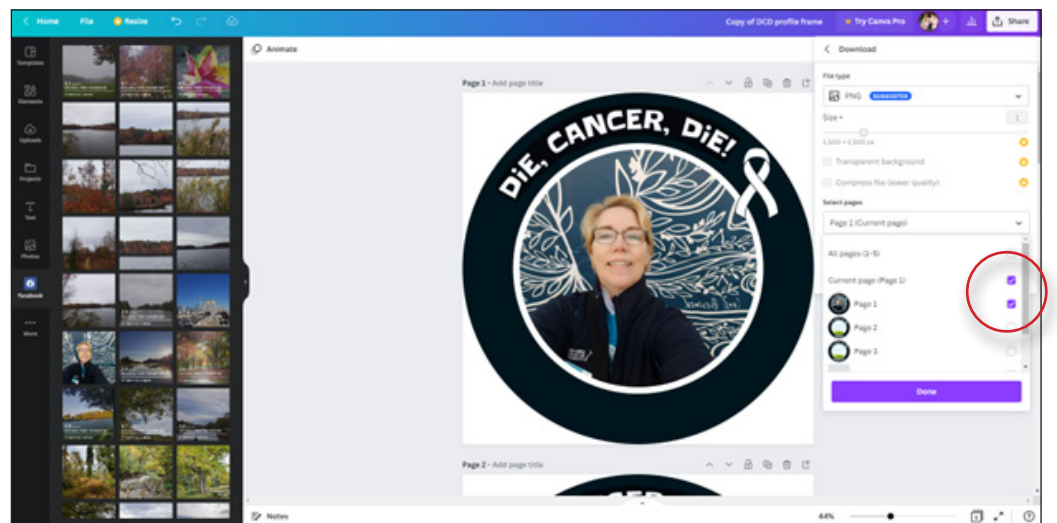 Home File Resize Copy of DCD profile frame Try Canva Pro + Share
Templates
Elements
Uploads
Projects
Text
Photos
Facebook
More
Animate
Page 1 - Add page title
DiE, CANCER, DiE!
Page 2 - Add page title
CANCER
Notes
44%
Download
File type
PNG SUGGESTED
Size × 1
1,500 × 1,500 px
Transparent background
Compress file (lower quality)
Select pages
Page 1 (Current page)
All pages (1-5)
Current page (Page 1)
Page 1
Page 2
Page 3
Done